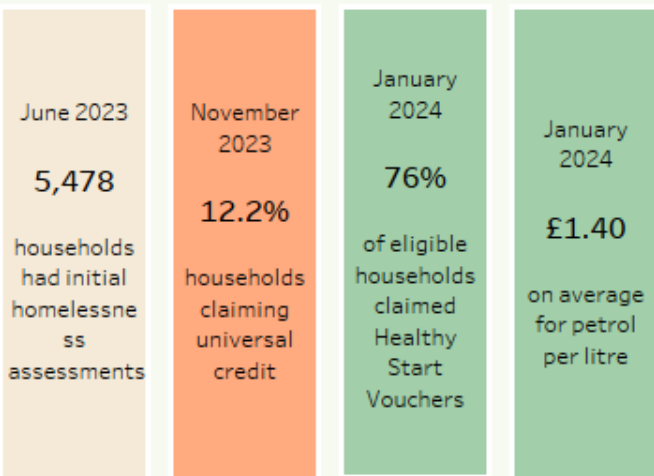 June 2023
5,478
households
had initial
homelessne
ss
assessments
November
2023
12.2%
households
claiming
universal
credit
January
2024
76%
of eligible
households
claimed
Healthy
Start
Vouchers
January
2024
£1.40
on average
for petrol
per litre